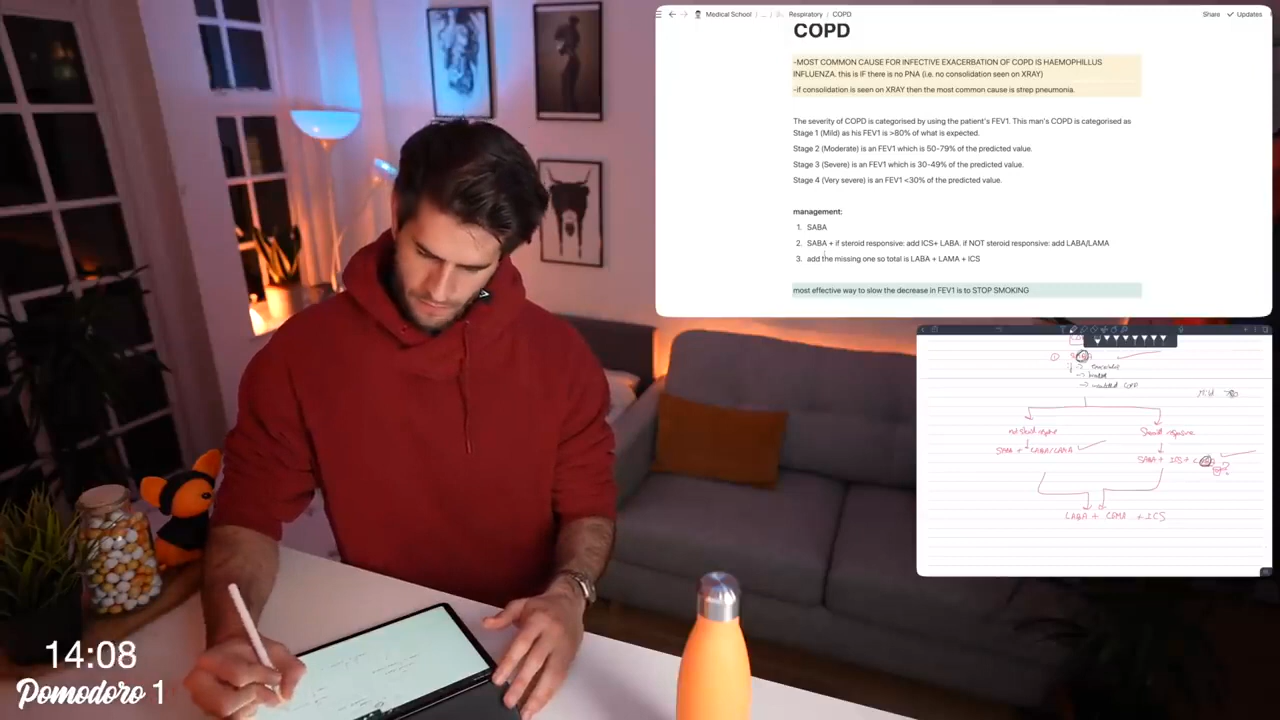 Medical School / ... / Respiratory / COPD
Share ✓ Updates
COPD
-MOST COMMON CAUSE FOR INFECTIVE EXACERBATION OF COPD IS HAEMOPHILLUS
INFLUENZA. this is IF there is no PNA (i.e. no consolidation seen on XRAY)
-if consolidation is seen on XRAY then the most common cause is strep pneumonia.
The severity of COPD is categorised by using the patient's FEV1. This man's COPD is categorised as
Stage 1 (Mild) as his FEV1 is >80% of what is expected.
Stage 2 (Moderate) is an FEV1 which is 50-79% of the predicted value.
Stage 3 (Severe) is an FEV1 which is 30-49% of the predicted value.
Stage 4 (Very severe) is an FEV1 <30% of the predicted value.
management:
1. SABA
2. SABA + if steroid responsive: add ICS+ LABA. if NOT steroid responsive: add LABA/LAMA
3. add the missing one so total is LABA + LAMA + ICS
most effective way to slow the decrease in FEV1 is to STOP SMOKING
COPD
Mild
responsive
+ LABA/LAMA
SABA + ICS +
LABA + + ICS
14:08
Pomodoro 1